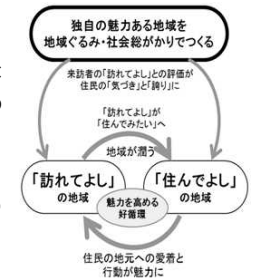 独自の魅力ある地域を
地域ぐるみ・社会総がかりでつくる
来訪者の「訪れてよし」との評価が
住民の「気づき」と「誇り」に
「訪れてよし」が
「住んでみたい」へ
地域が潤う
「訪れてよし」
の地域
「住んでよし」
の地域
魅力を高める
好循環
住民の地元への愛着と
行動が魅力に